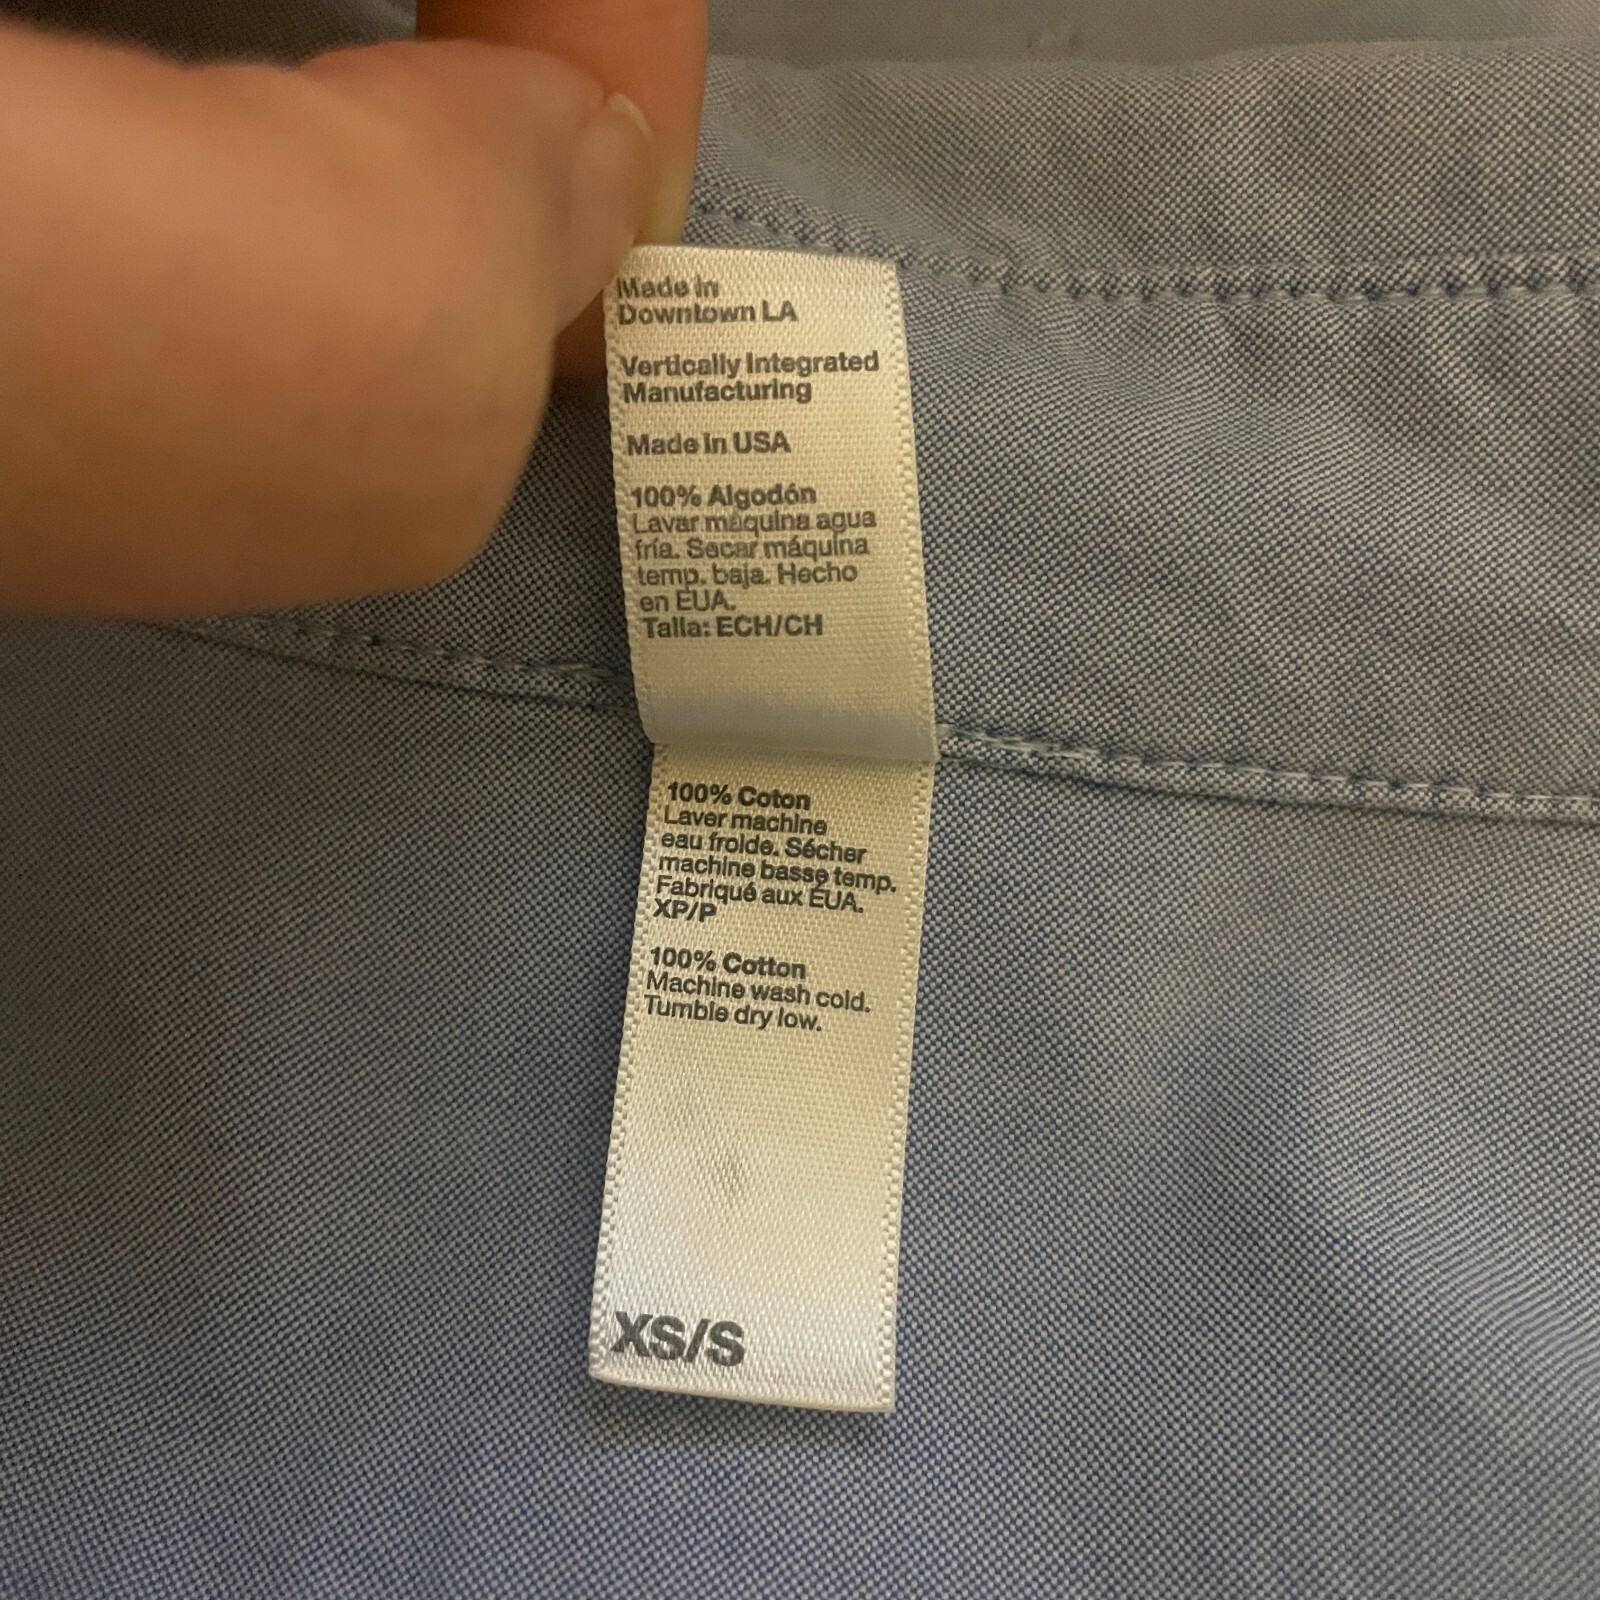 Made in
Downtown LA
Vertically Integrated
Manufacturing
Made in USA
100% Algodón
Lavar máquina agua
fría. Secar máquina
temp. baja. Hecho
en EUA.
Talla: ECH/CH
100% Coton
Laver machine
eau froide. Sécher
machine basse temp.
Fabriqué aux ÉUA.
XP/P
100% Cotton
Machine wash cold.
Tumble dry low.
XS/S